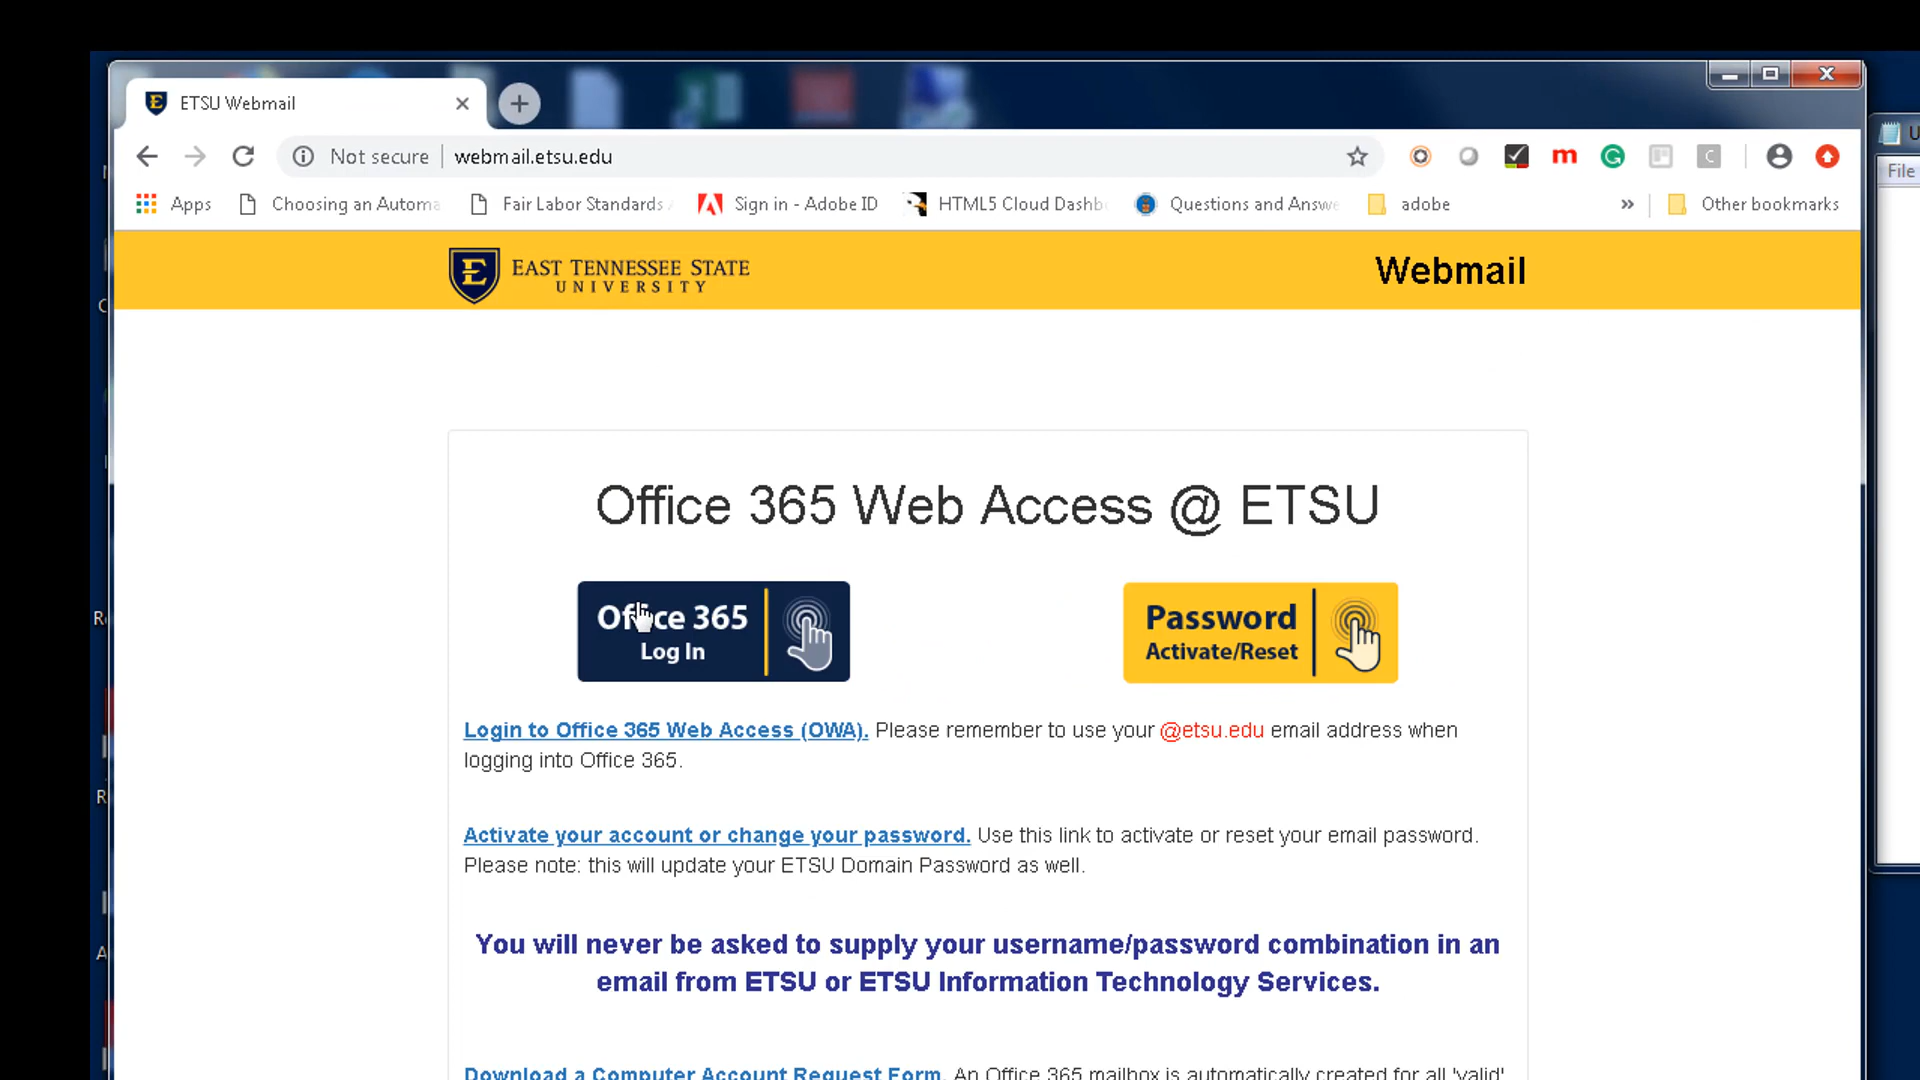 ETSU Webmail
Not secure webmail.etsu.edu
Apps Choosing an Automa Fair Labor Standards Sign in - Adobe ID HTML5 Cloud Dashb Questions and Answe adobe » Other bookmarks
File
EAST TENNESSEE STATE
UNIVERSITY
Webmail
Office 365 Web Access @ ETSU
Office 365
Log In
Password
Activate/Reset
Login to Office 365 Web Access (OWA). Please remember to use your @etsu.edu email address when
logging into Office 365.
Activate your account or change your password. Use this link to activate or reset your email password.
Please note: this will update your ETSU Domain Password as well.
You will never be asked to supply your username/password combination in an
email from ETSU or ETSU Information Technology Services.
Download a Computer Account Request Form. An Office 365 mailbox is automatically created for all 'valid'